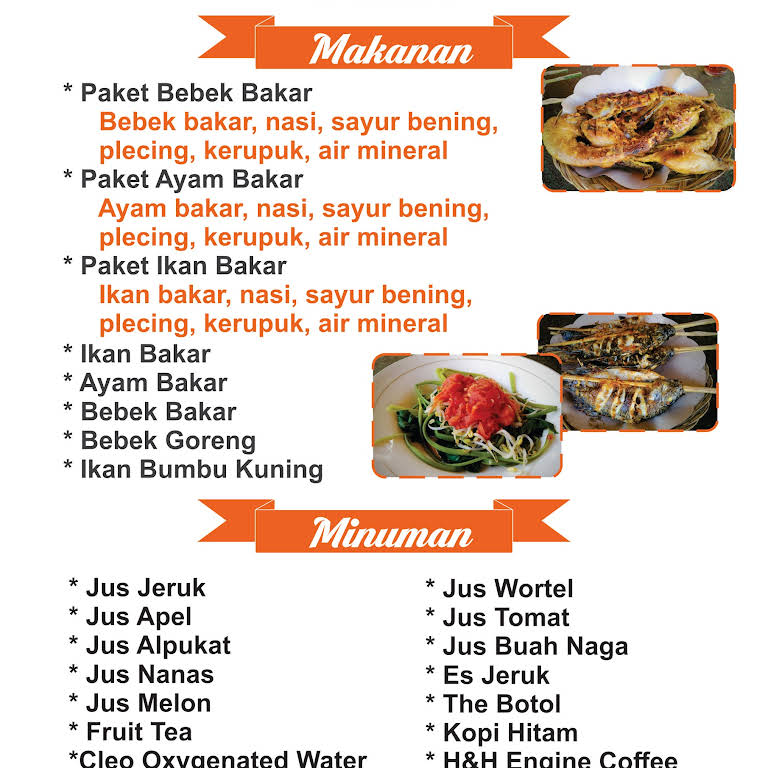 Makanan
* Paket Bebek Bakar
Bebek bakar, nasi, sayur bening,
plecing, kerupuk, air mineral
* Paket Ayam Bakar
Ayam bakar, nasi, sayur bening,
plecing, kerupuk, air mineral
* Paket Ikan Bakar
Ikan bakar, nasi, sayur bening,
plecing, kerupuk, air mineral
* Ikan Bakar
* Ayam Bakar
* Bebek Bakar
* Bebek Goreng
* Ikan Bumbu Kuning
Minuman
* Jus Jeruk
* Jus Apel
* Jus Alpukat
* Jus Nanas
* Jus Melon
* Fruit Tea
*Cleo Oxygenated Water
* Jus Wortel
* Jus Tomat
* Jus Buah Naga
* Es Jeruk
* The Botol
* Kopi Hitam
* H&H Engine Coffee